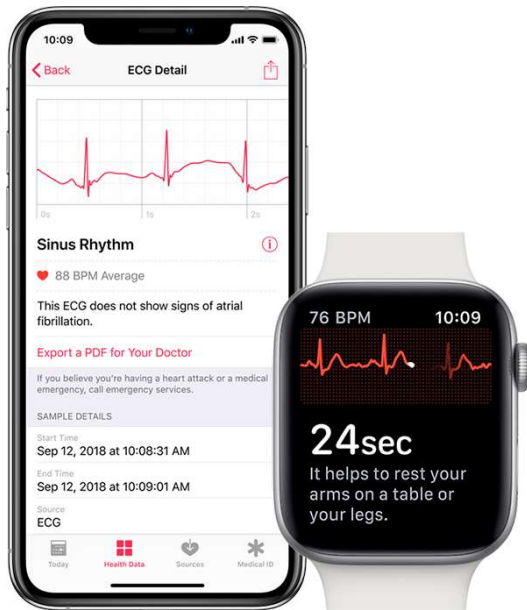 10:09
Back
ECG Detail
0s
1s
2s
Sinus Rhythm
88 BPM Average
This ECG does not show signs of atrial
fibrillation.
Export a PDF for Your Doctor
If you believe you're having a heart attack or a medical
emergency, call emergency services.
SAMPLE DETAILS
Start Time
Sep 12, 2018 at 10:08:31 AM
End Time
Sep 12, 2018 at 10:09:01 AM
Source
ECG
Today
Health Data
Sources
Medical ID
76 BPM
10:09
24sec
It helps to rest your
arms on a table or
your legs.